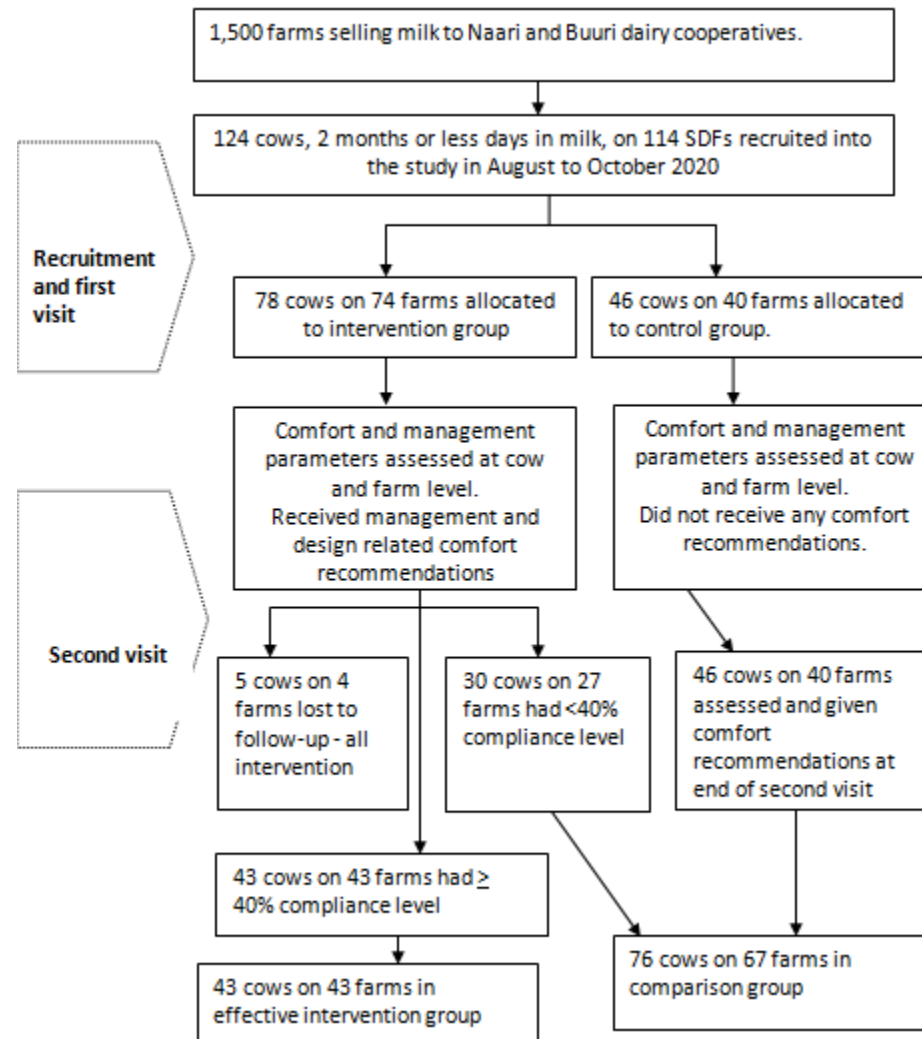 1,500 farms selling milk to Naari and Buuri dairy cooperatives.
124 cows, 2 months or less days in milk, on 114 SDFs recruited into
the study in August to October 2020
Recruitment
and first
visit
78 cows on 74 farms allocated
to intervention group
46 cows on 40 farms allocated
to control group.
Comfort and management
parameters assessed at cow
and farm level.
Received management and
design related comfort
recommendations
Comfort and management
parameters assessed at cow
and farm level.
Did not receive any comfort
recommendations.
Second visit
5 cows on 4
farms lost to
follow-up - all
intervention
30 cows on 27
farms had <40%
compliance level
46 cows on 40 farms
assessed and given
comfort
recommendations at
end of second visit
43 cows on 43 farms had ≥
40% compliance level
76 cows on 67 farms in
comparison group
43 cows on 43 farms in
effective intervention group